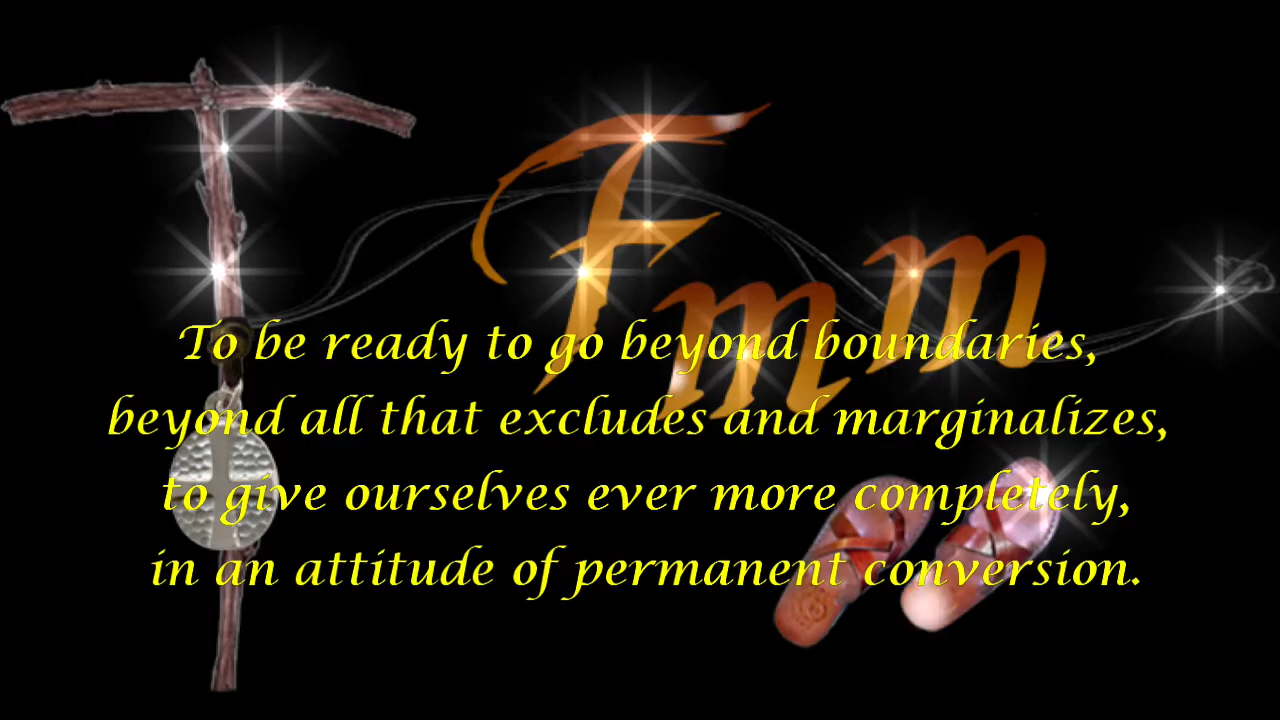 Fmm
To be ready to go beyond boundaries,
beyond all that excludes and marginalizes,
to give ourselves ever more completely,
in an attitude of permanent conversion.